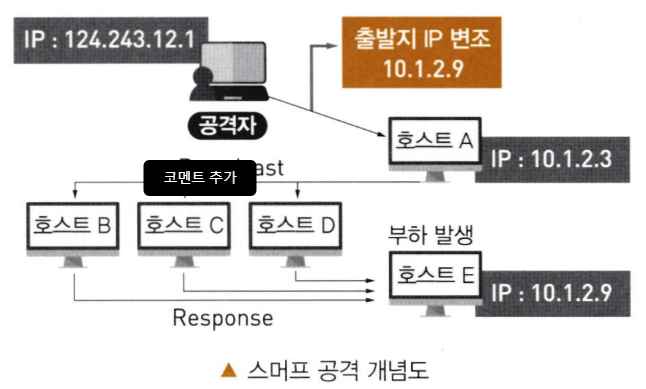 IP : 124.243.12.1
출발지 IP 변조
10.1.2.9
공격자
호스트 A
IP : 10.1.2.3
코멘트 추가
호스트 B
호스트 C
호스트 D
부하 발생
호스트 E
IP : 10.1.2.9
Response
▲ 스머프 공격 개념도